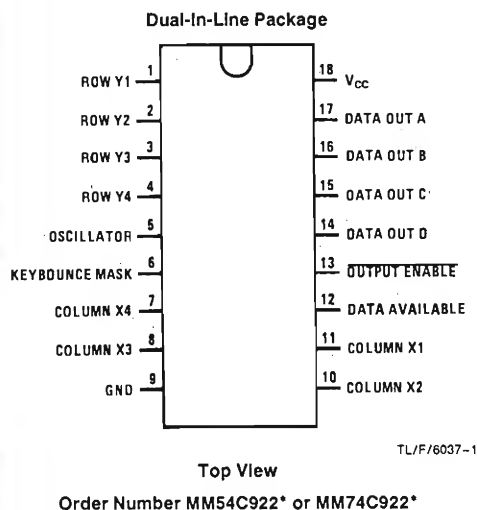 Dual-In-Line Package
ROW Y1 1
18 VCC
ROW Y2 2
17 DATA OUT A
ROW Y3 3
16 DATA OUT B
ROW Y4 4
15 DATA OUT C
OSCILLATOR 5
14 DATA OUT D
KEYBOUNCE MASK 6
13 OUTPUT ENABLE
COLUMN X4 7
12 DATA AVAILABLE
COLUMN X3 8
11 COLUMN X1
GND 9
10 COLUMN X2
TL/F/6037-1
Top View
Order Number MM54C922* or MM74C922*